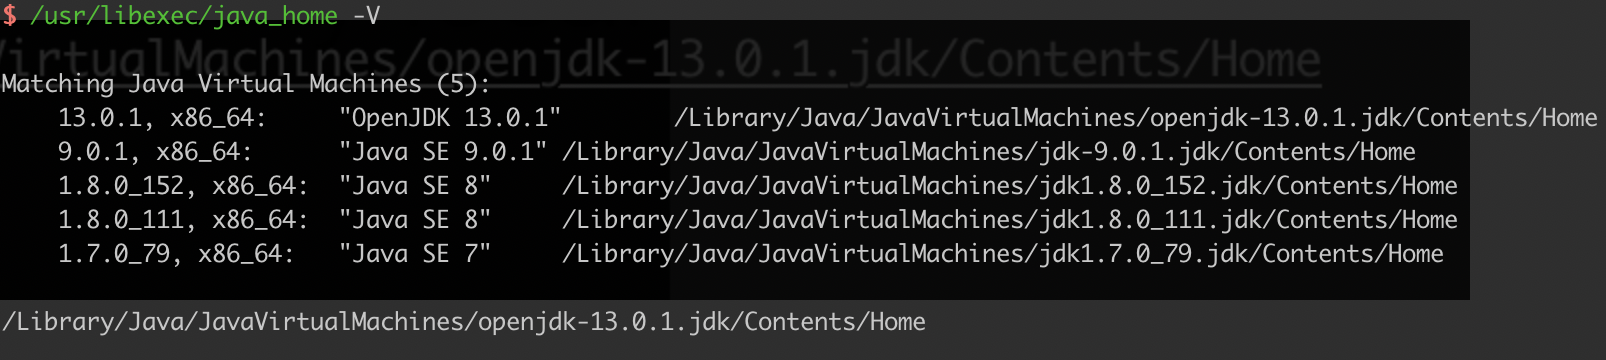 $ /usr/libexec/java_home -V
VirtualMachines/openjdk-13.0.1.jdk/Contents/Home
Matching Java Virtual Machines (5):
    13.0.1, x86_64:     "OpenJDK 13.0.1"        /Library/Java/JavaVirtualMachines/openjdk-13.0.1.jdk/Contents/Home
    9.0.1, x86_64:      "Java SE 9.0.1" /Library/Java/JavaVirtualMachines/jdk-9.0.1.jdk/Contents/Home
    1.8.0_152, x86_64:  "Java SE 8"     /Library/Java/JavaVirtualMachines/jdk1.8.0_152.jdk/Contents/Home
    1.8.0_111, x86_64:  "Java SE 8"     /Library/Java/JavaVirtualMachines/jdk1.8.0_111.jdk/Contents/Home
    1.7.0_79, x86_64:   "Java SE 7"     /Library/Java/JavaVirtualMachines/jdk1.7.0_79.jdk/Contents/Home
/Library/Java/JavaVirtualMachines/openjdk-13.0.1.jdk/Contents/Home